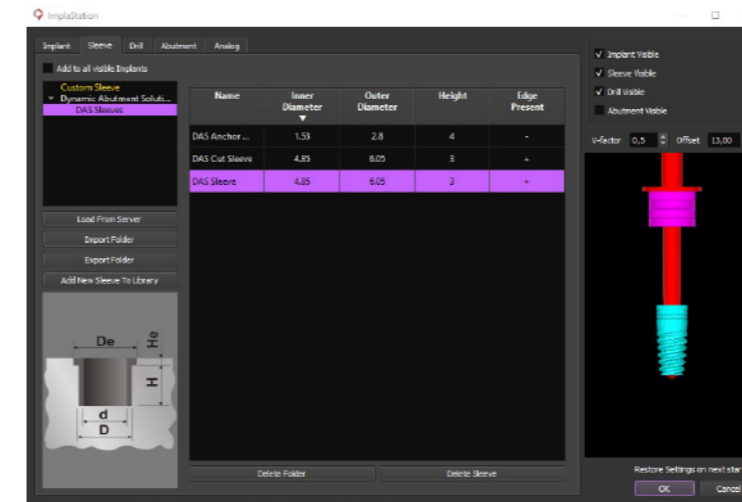 ImplaStation
Implant Sleeve Drill Abutment Analog
Add to all visible Implants
Custom Sleeve
Dynamic Abutment Soluti...
DAS Sleeves
Load From Server
Import Folder
Export Folder
Add New Sleeve To Library
De
He
H
d
D
Name Inner Diameter Outer Diameter Height Edge Present
DAS Anchor ... 1.53 2.8 4 -
DAS Cut Sleeve 4.85 6.05 3 +
DAS Sleeve 4.85 6.05 3 +
Delete Folder Delete Sleeve
Implant Visible
Sleeve Visible
Drill Visible
Abutment Visible
V-factor 0,5 Offset 13,00
Restore Settings on next star
OK Cancel